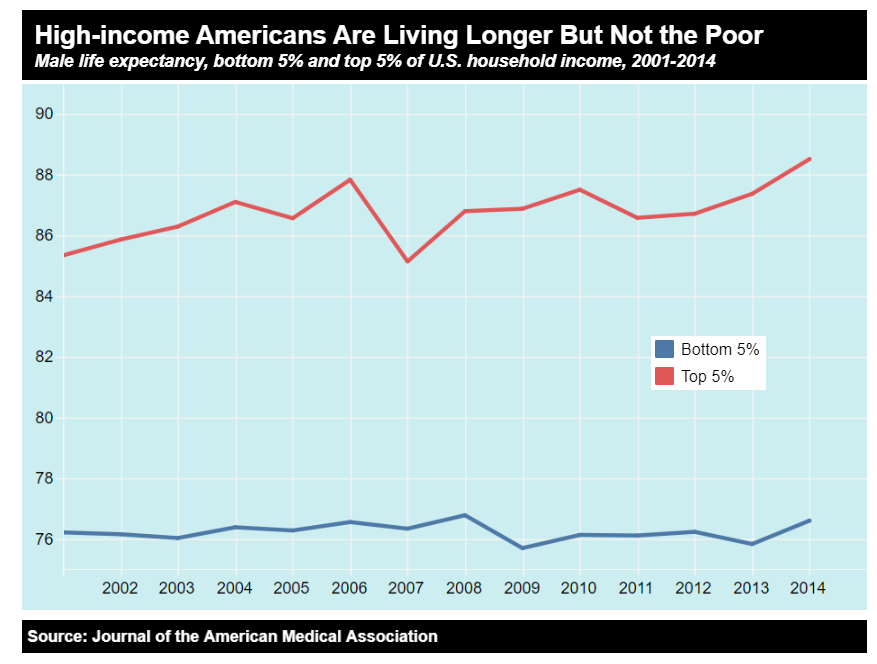 High-income Americans Are Living Longer But Not the Poor
Male life expectancy, bottom 5% and top 5% of U.S. household income, 2001-2014
90
88
86
84
82
80
78
76
Bottom 5%
Top 5%
2002 2003 2004 2005 2006 2007 2008 2009 2010 2011 2012 2013 2014
Source: Journal of the American Medical Association